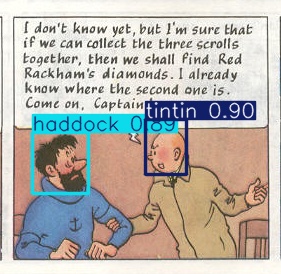 I don't know yet, but I'm sure that
if we can collect the three scrolls
together, then we shall find Red
Rackham's diamonds. I already
know where the second one is.
Come on, Captain
tintin 0.90
haddock 0.89